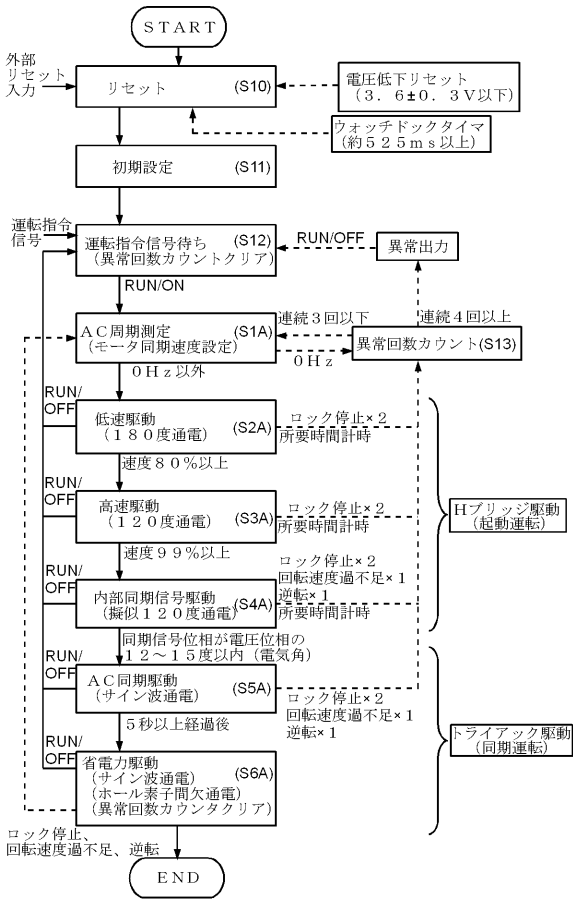 ＳＴＡＲＴ
外部
リセット
入力
リセット (S10)
電圧低下リセット
（３．６±０．３Ｖ以下）
ウォッチドックタイマ
（約５２５ｍｓ以上）
初期設定 (S11)
運転指令
信号
運転指令信号待ち (S12)
（異常回数カウントクリア）
RUN/OFF
異常出力
RUN/ON
連続３回以下
連続４回以上
ＡＣ周期測定 (S1A)
（モータ同期速度設定）
異常回数カウント(S13)
０Ｈｚ
０Ｈｚ以外
RUN/
OFF
低速駆動 (S2A)
（１８０度通電）
ロック停止×２
所要時間計時
速度８０％以上
RUN/
OFF
高速駆動 (S3A)
（１２０度通電）
ロック停止×２
所要時間計時
Ｈブリッジ駆動
（起動運転）
速度９９％以上
RUN/
OFF
内部同期信号駆動 (S4A)
（擬似１２０度通電）
ロック停止×２
回転速度過不足×１
逆転×１
所要時間計時
同期信号位相が電圧位相の
１２～１５度以内（電気角）
RUN/
OFF
ＡＣ同期駆動 (S5A)
（サイン波通電）
ロック停止×２
回転速度過不足×１
逆転×１
トライアック駆動
（同期運転）
５秒以上経過後
RUN/
OFF
省電力駆動 (S6A)
（サイン波通電）
（ホール素子間欠通電）
（異常回数カウンタクリア）
ロック停止、
回転速度過不足、逆転
ＥＮＤ